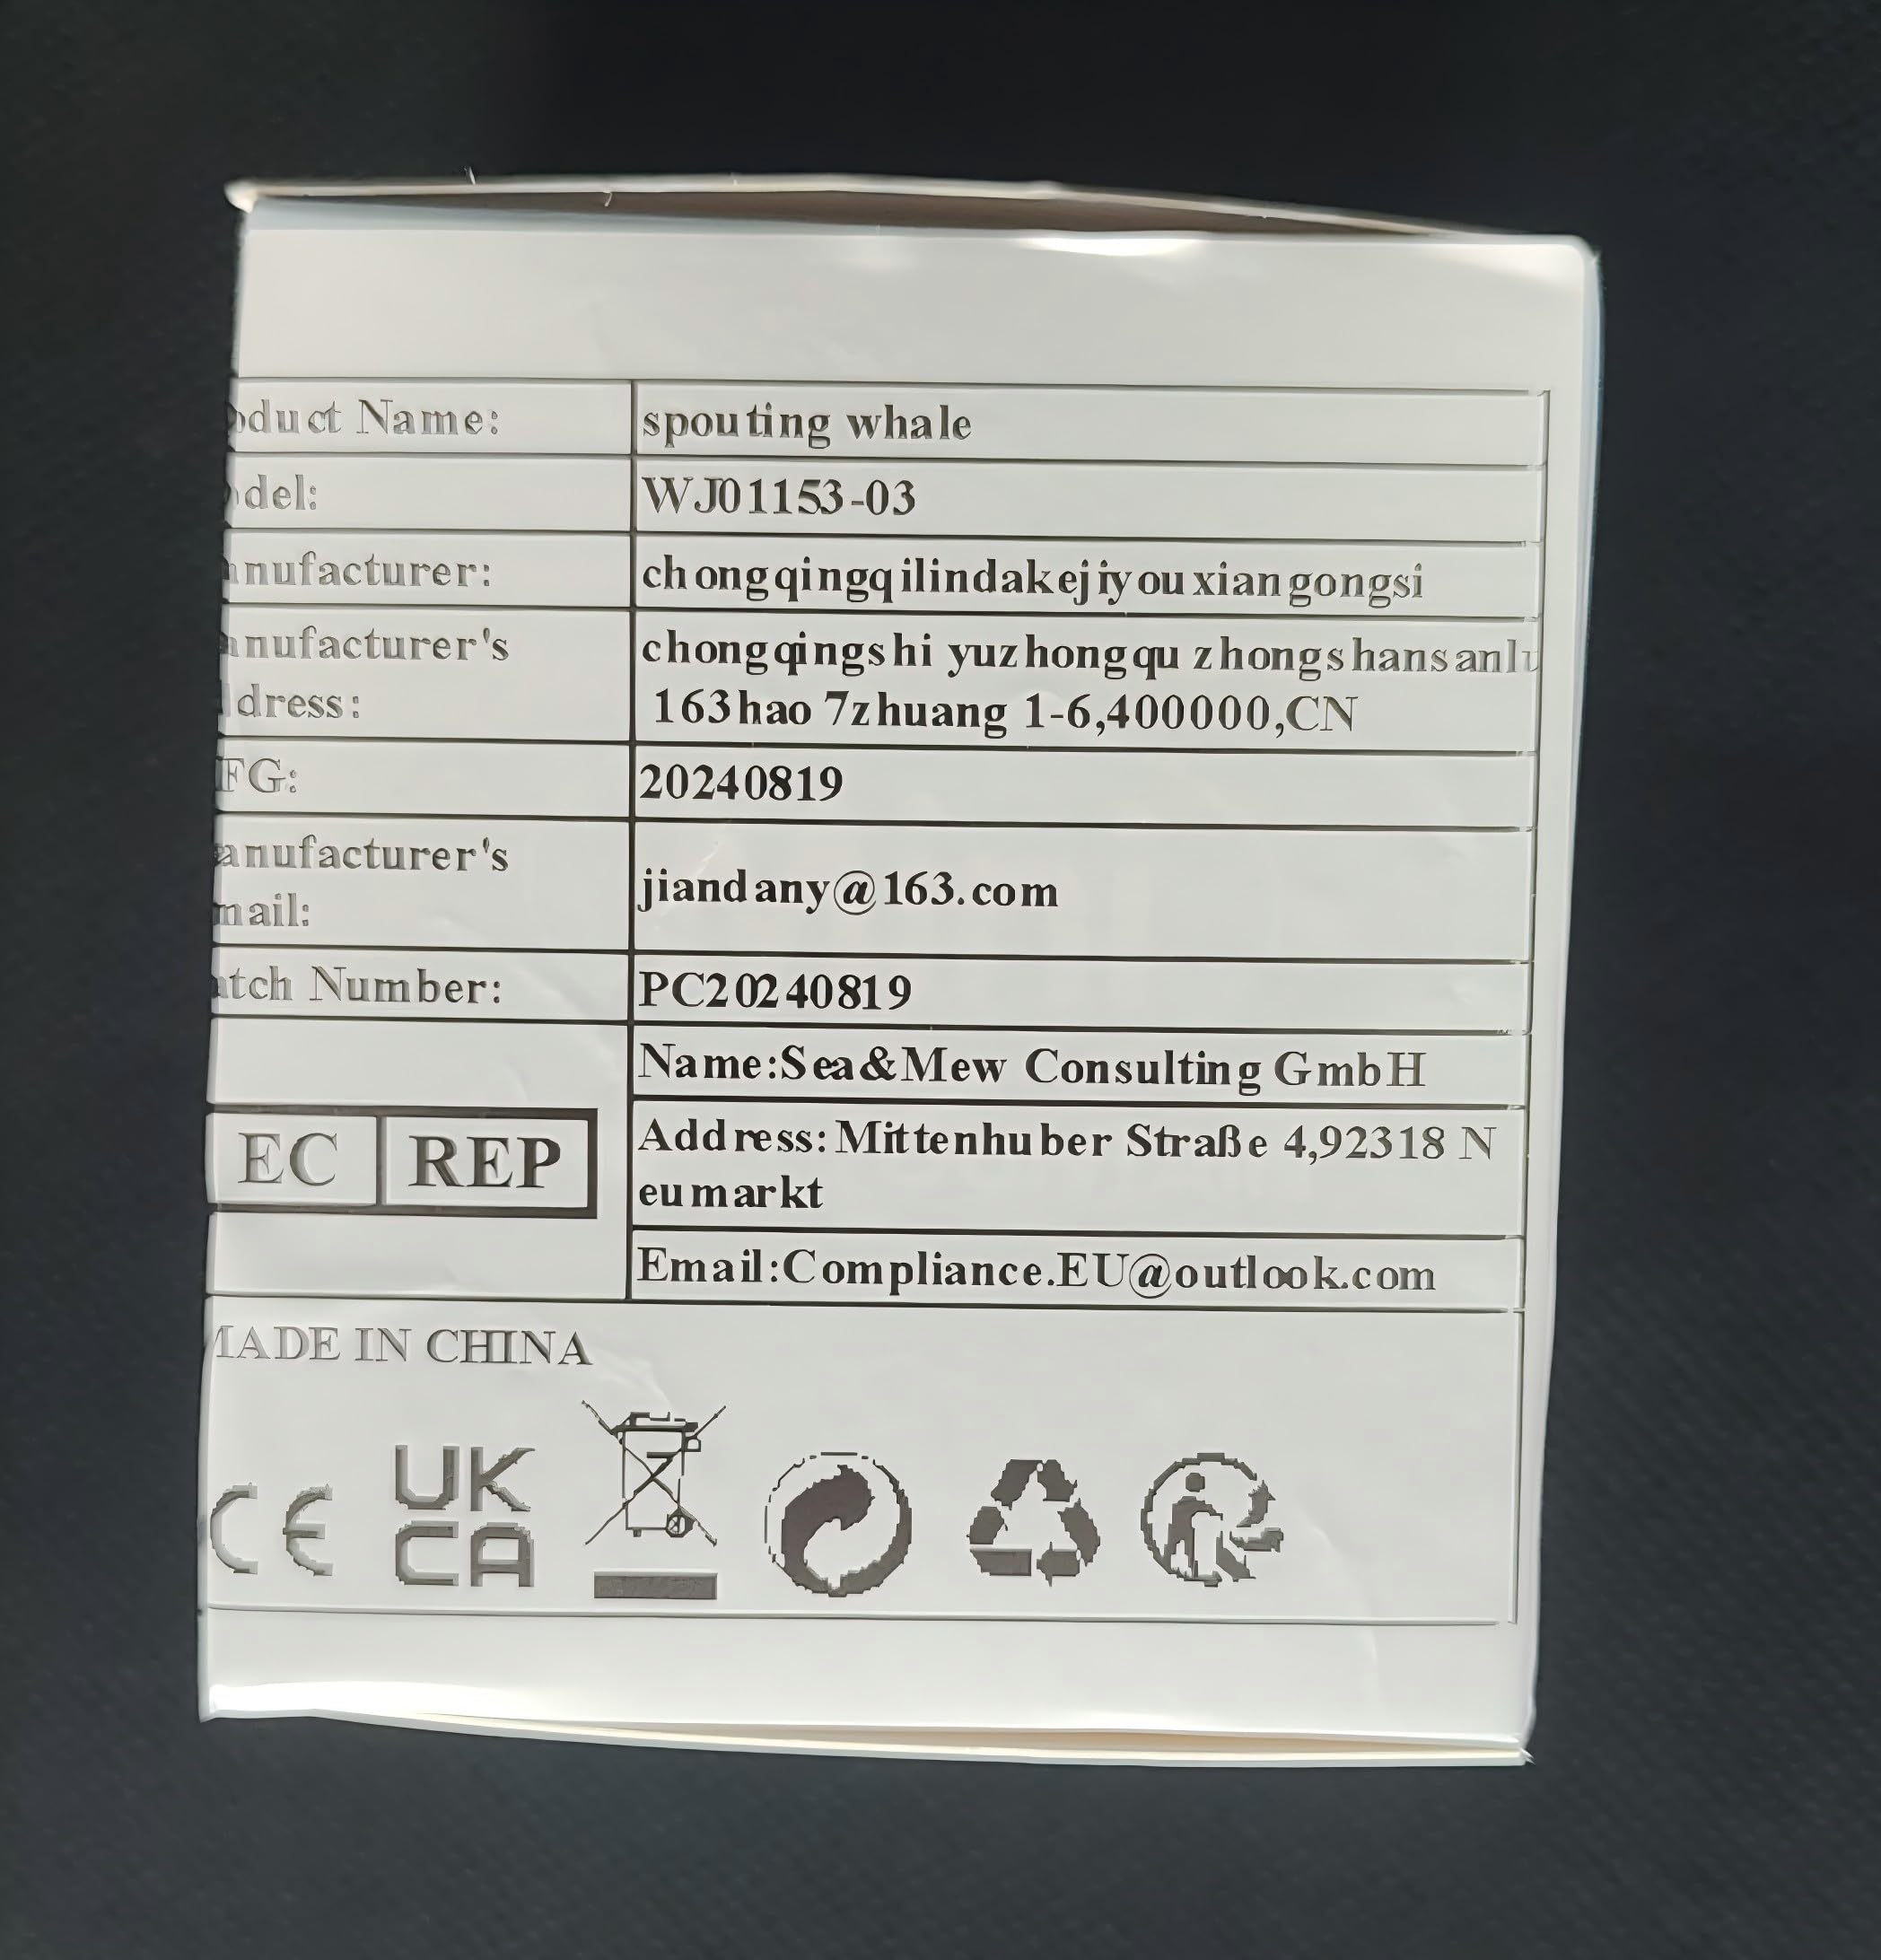 oduct Name: spouting whale
odel: WJ01153-03
anufacturer: chongqingqilindakejiyouxiangongsi
anufacturer's chongqingshi yuzhongqu zhongshansanlu
dress: 163hao 7zhuang 1-6,400000,CN
FG: 20240819
anufacturer's
mail: jiandany@163.com
atch Number: PC20240819
Name:Sea&Mew Consulting GmbH
EC REP
Address:Mittenhuber Straße 4,92318 N
eumarkt
Email:Compliance.EU@outlook.com
MADE IN CHINA
CE
UK
CA